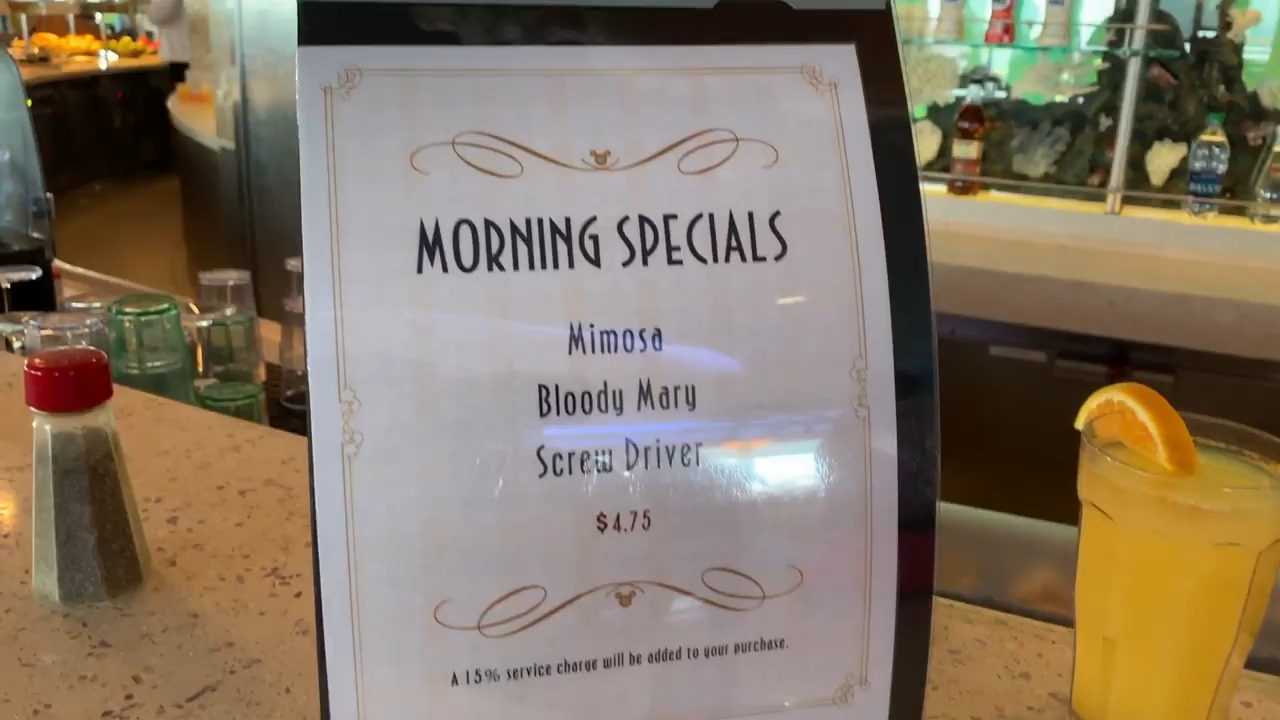 MORNING SPECIALS
Mimosa
Bloody Mary
Screw Driver
$4.75
A 15% service charge will be added to your purchase.